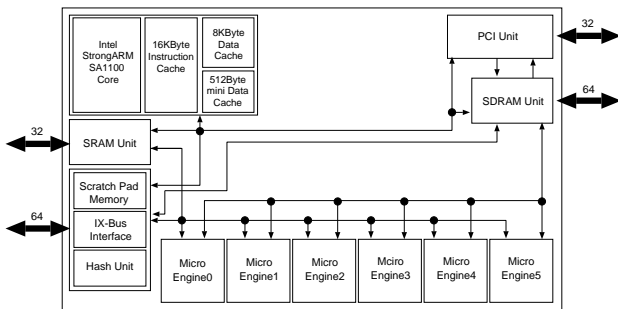 Intel
StrongARM
SA1100
Core
16KByte
Instruction
Cache
8KByte
Data
Cache
512Byte
mini Data
Cache
PCI Unit
32
SDRAM Unit
64
32
SRAM Unit
Scratch Pad
Memory
64
IX-Bus
Interface
Hash Unit
Micro
Engine0
Micro
Engine1
Micro
Engine2
Mciro
Engine3
Micro
Engine4
Micro
Engine5